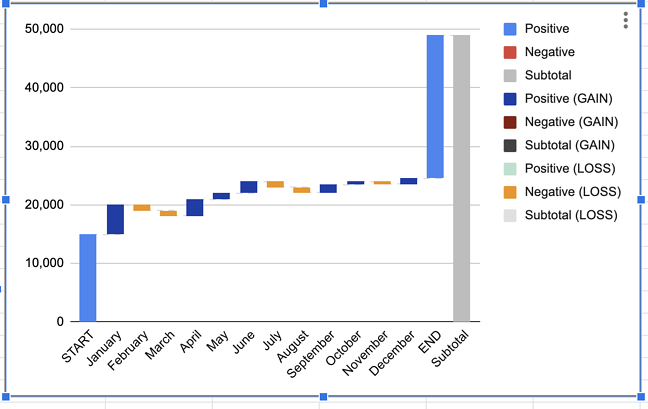 50,000
40,000
30,000
20,000
10,000
0
START
January
February
March
April
May
June
July
August
September
October
November
December
END
Subtotal
Positive
Negative
Subtotal
Positive (GAIN)
Negative (GAIN)
Subtotal (GAIN)
Positive (LOSS)
Negative (LOSS)
Subtotal (LOSS)